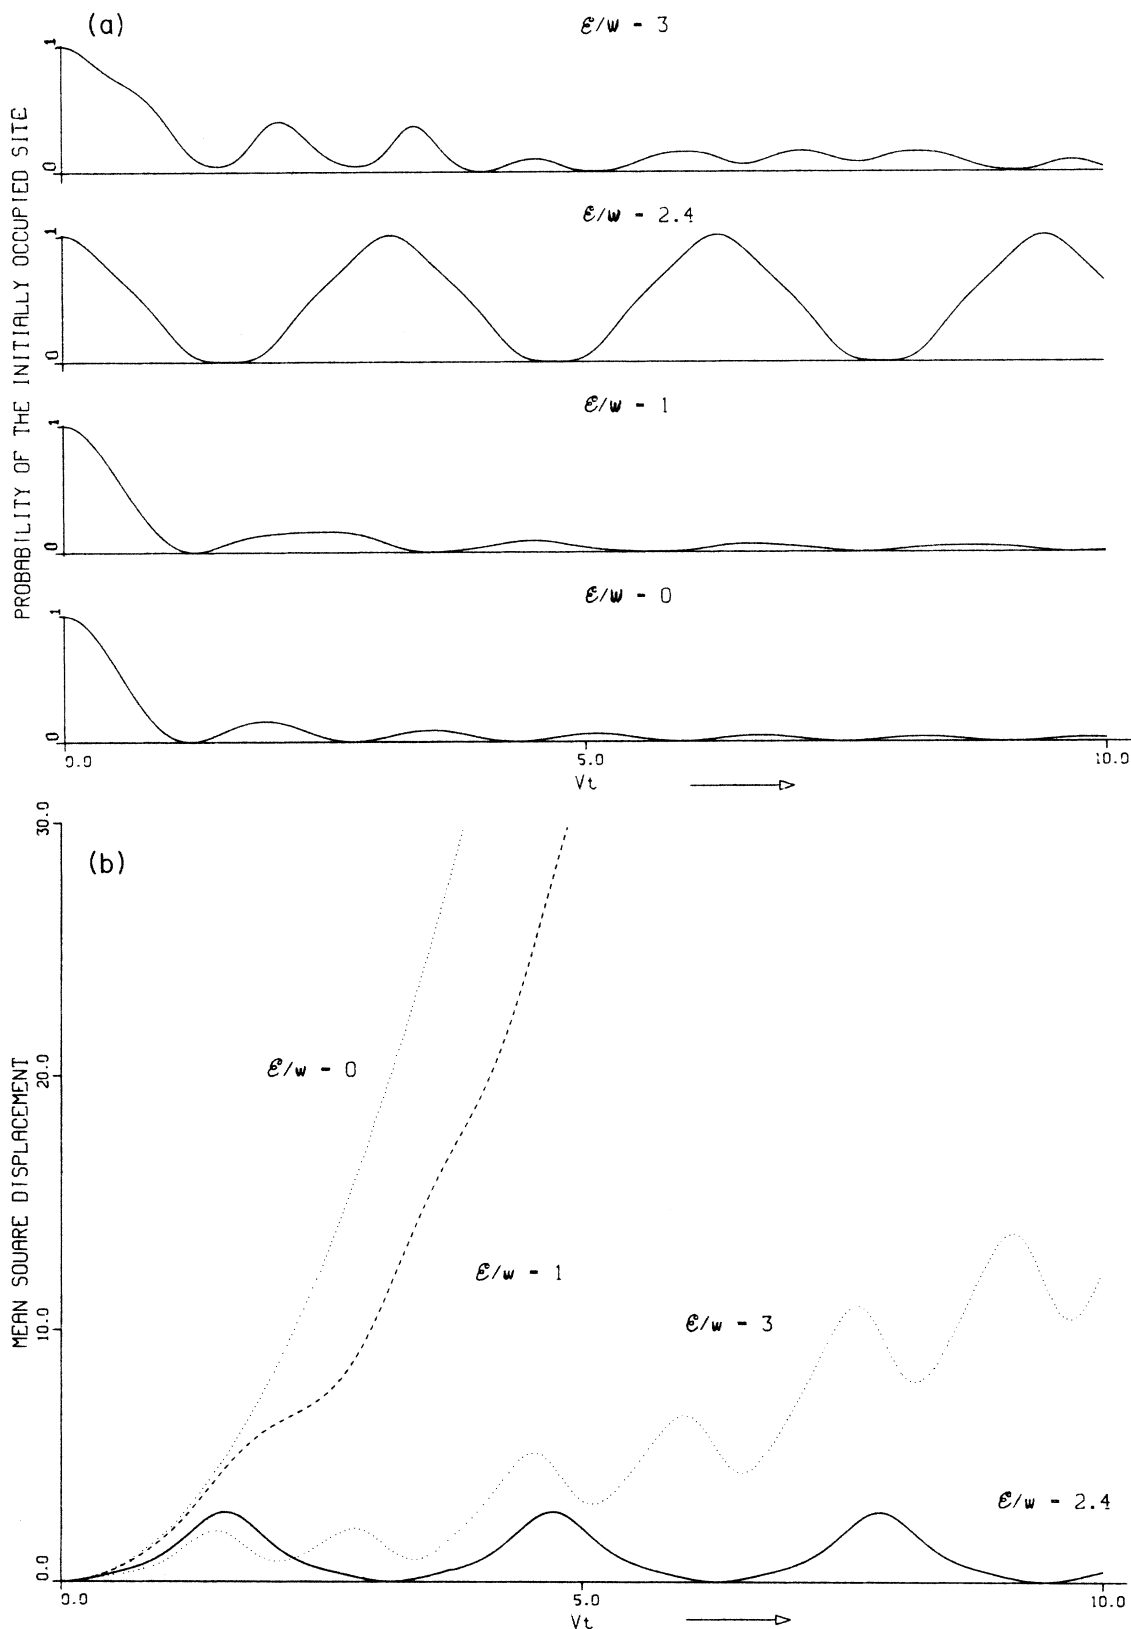 (a)
ℰ/w - 3
1
0
ℰ/w - 2.4
1
0
ℰ/w - 1
1
0
ℰ/w - 0
1
0
PROBABILITY OF THE INITIALLY OCCUPIED SITE
0.0
5.0
10.0
Vt
(b)
30.0
20.0
10.0
0.0
MEAN SQUARE DISPLACEMENT
ℰ/w - 0
ℰ/w - 1
ℰ/w - 3
ℰ/w - 2.4
0.0
5.0
10.0
Vt